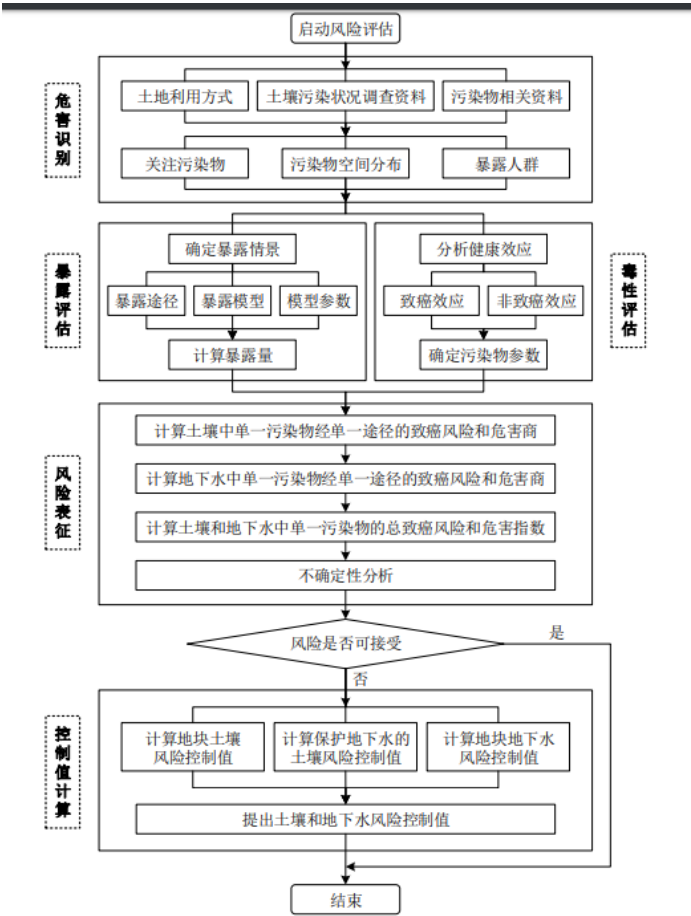 启动风险评估
危害识别
土地利用方式
土壤污染状况调查资料
污染物相关资料
关注污染物
污染物空间分布
暴露人群
暴露评估
确定暴露情景
暴露途径
暴露模型
模型参数
计算暴露量
毒性评估
分析健康效应
致癌效应
非致癌效应
确定污染物参数
风险表征
计算土壤中单一污染物经单一途径的致癌风险和危害商
计算地下水中单一污染物经单一途径的致癌风险和危害商
计算土壤和地下水中单一污染物的总致癌风险和危害指数
不确定性分析
风险是否可接受
是
否
控制值计算
计算地块土壤
风险控制值
计算保护地下水的
土壤风险控制值
计算地块地下水
风险控制值
提出土壤和地下水风险控制值
结束